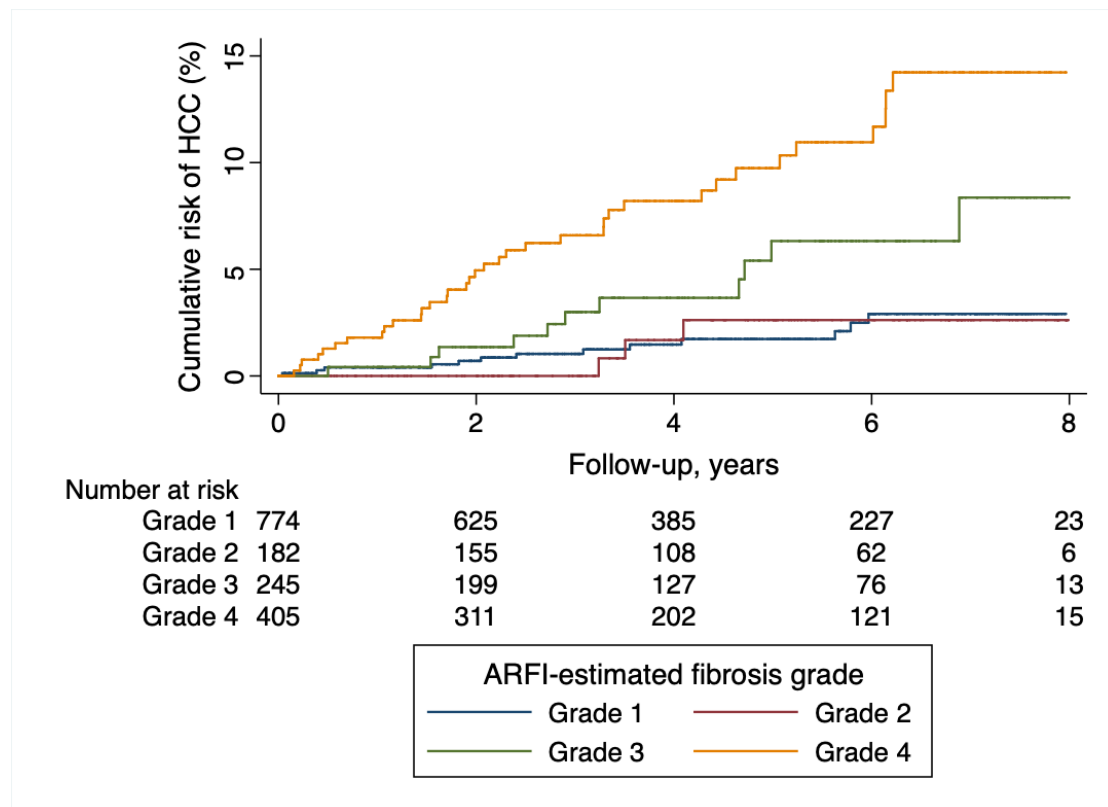 Cumulative risk of HCC (%)
15
10
5
0
0 2 4 6 8
Follow-up, years
Number at risk
Grade 1 774 625 385 227 23
Grade 2 182 155 108 62 6
Grade 3 245 199 127 76 13
Grade 4 405 311 202 121 15
ARFI-estimated fibrosis grade
Grade 1 Grade 2
Grade 3 Grade 4